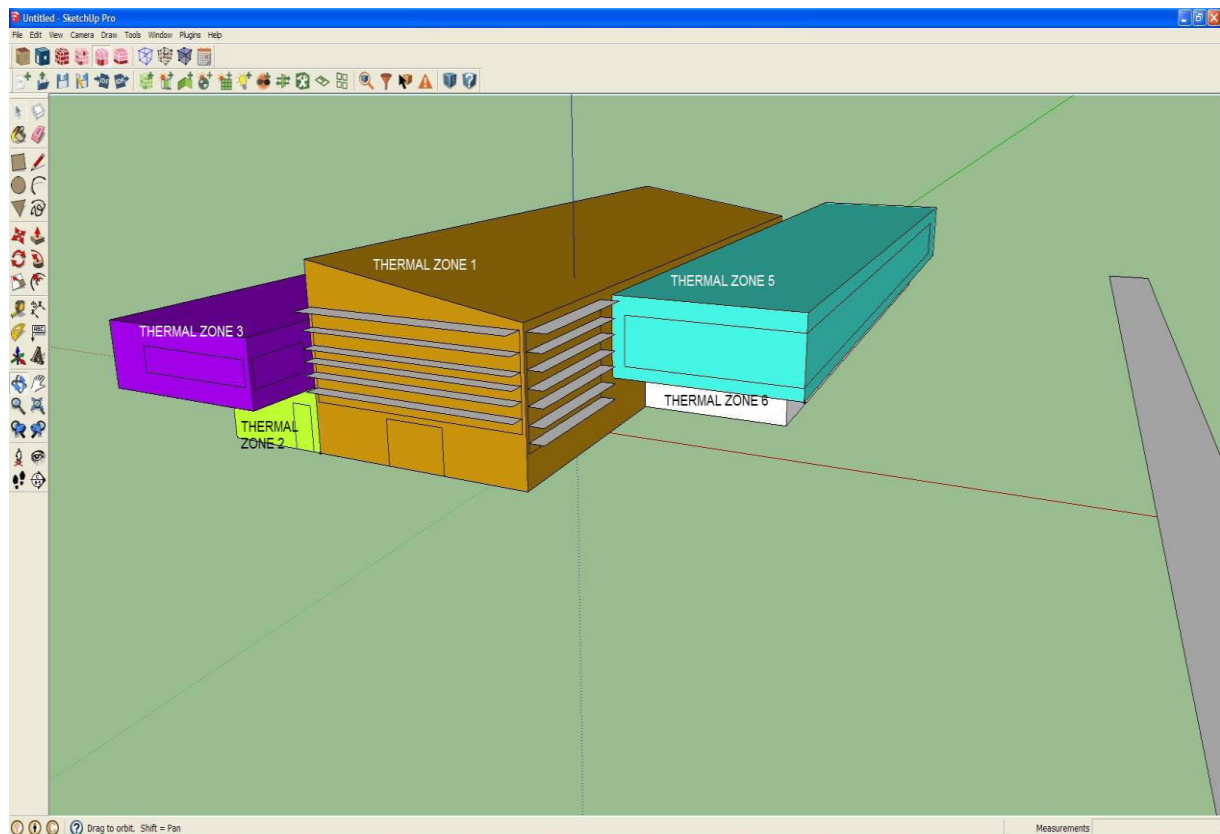 Untitled - SketchUp Pro
File Edit View Camera Draw Tools Window Plugins Help
THERMAL ZONE 1
THERMAL ZONE 5
THERMAL ZONE 3
THERMAL ZONE 6
THERMAL
ZONE 2
Drag to orbit. Shift = Pan
Measurements